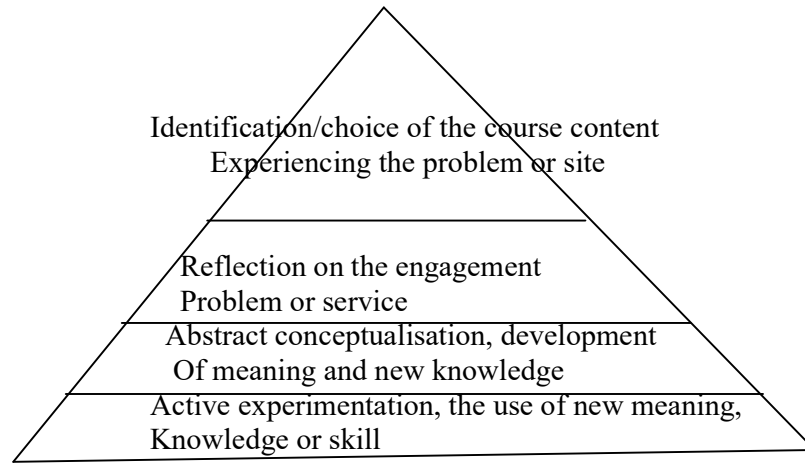 Identification/choice of the course content
Experiencing the problem or site
Reflection on the engagement
Problem or service
Abstract conceptualisation, development
Of meaning and new knowledge
Active experimentation, the use of new meaning,
Knowledge or skill